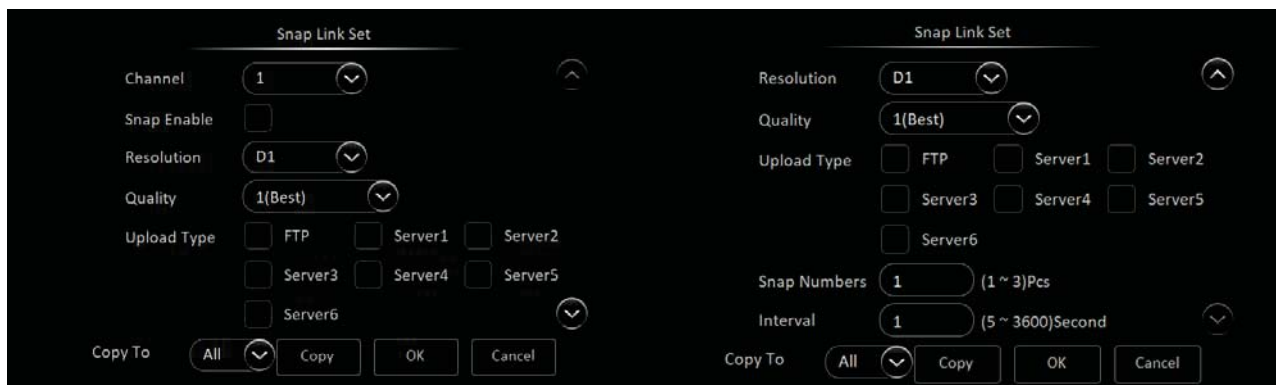 Snap Link Set
Channel 1
Snap Enable
Resolution D1
Quality 1(Best)
Upload Type FTP Server1 Server2
Server3 Server4 Server5
Server6
Copy To All Copy OK Cancel
Snap Link Set
Resolution D1
Quality 1(Best)
Upload Type FTP Server1 Server2
Server3 Server4 Server5
Server6
Snap Numbers 1 (1 ~ 3)Pcs
Interval 1 (5 ~ 3600)Second
Copy To All Copy OK Cancel